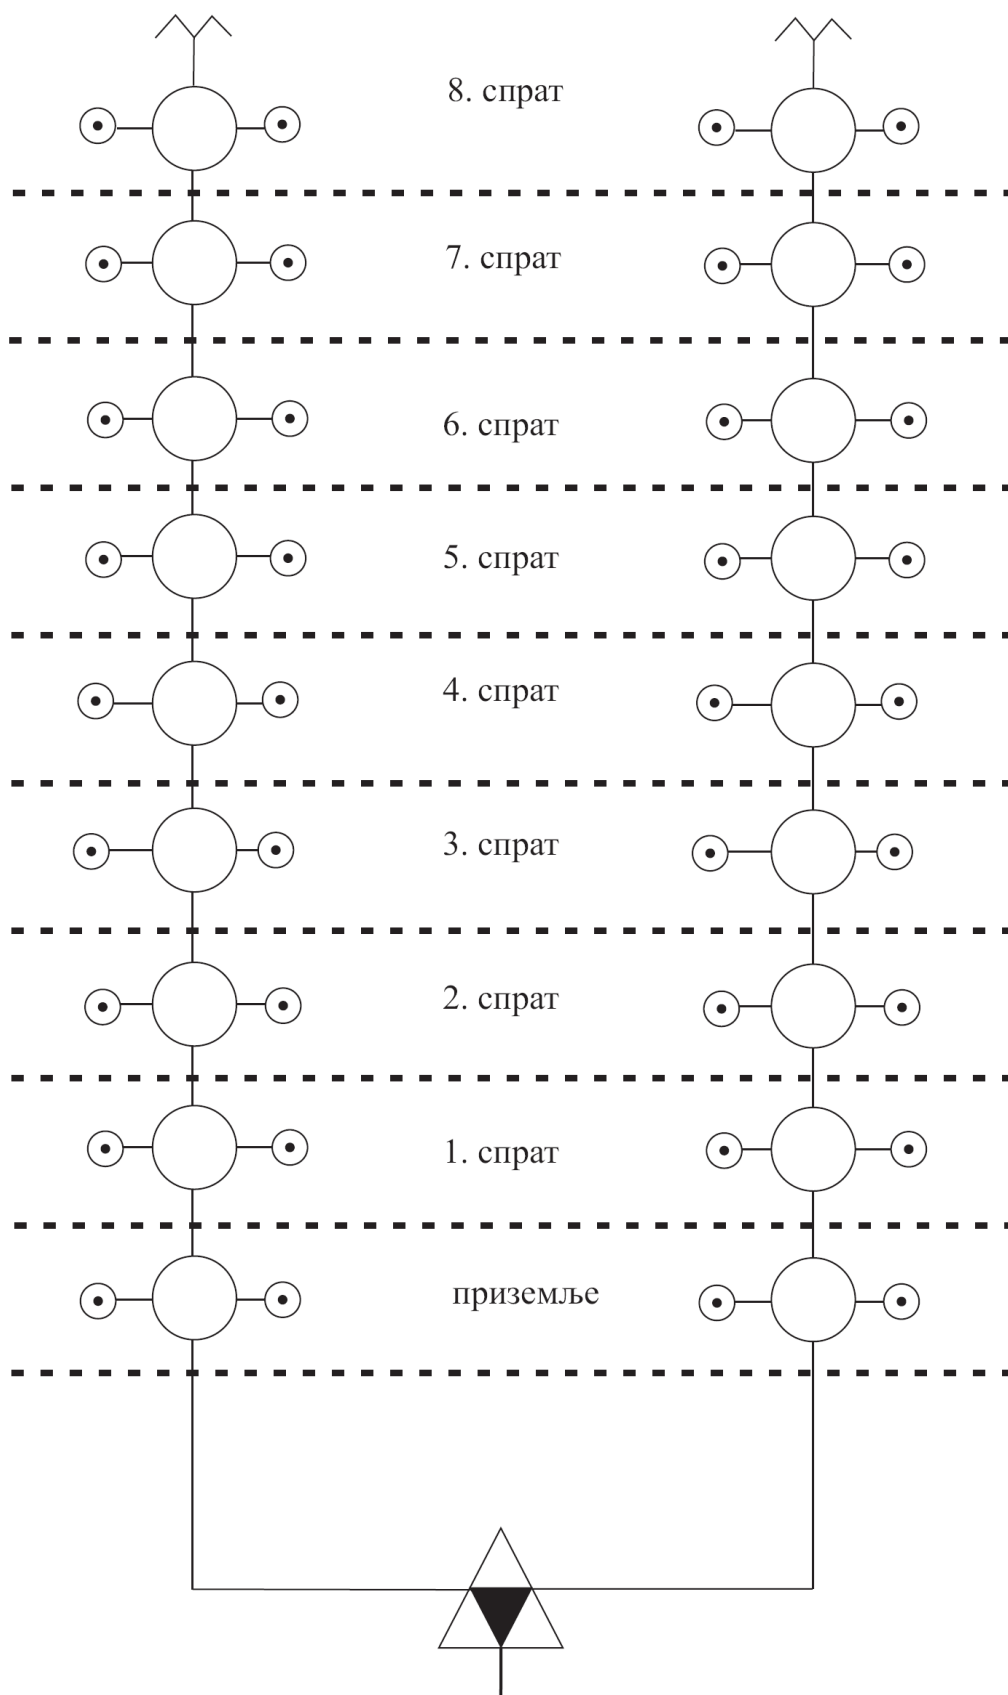 8. спрат
7. спрат
6. спрат
5. спрат
4. спрат
3. спрат
2. спрат
1. спрат
приземље